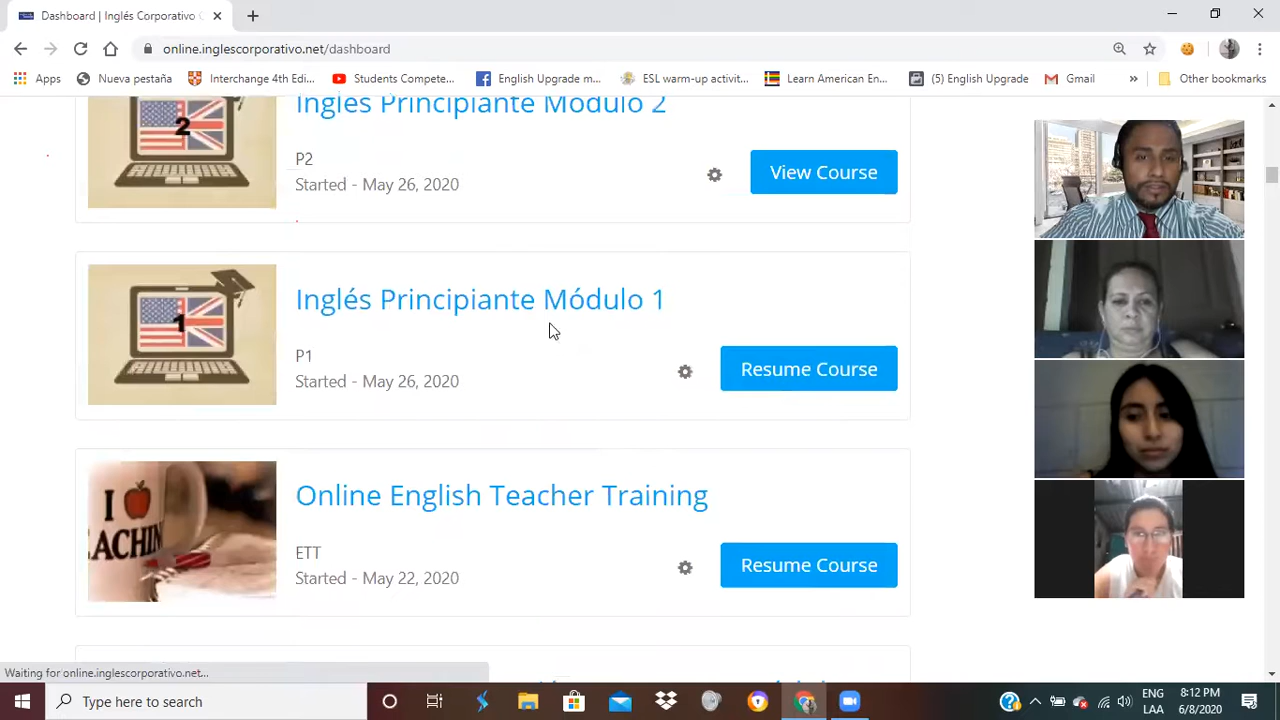 Dashboard | Inglés Corporativo
online.inglescorporativo.net/dashboard
Apps
Nueva pestaña
Interchange 4th Edi...
Students Compete...
English Upgrade m...
ESL warm-up activit...
Learn American En...
(5) English Upgrade
Gmail
»
Other bookmarks
2
Inglés Principiante Módulo 2
P2
Started - May 26, 2020
View Course
1
Inglés Principiante Módulo 1
P1
Started - May 26, 2020
Resume Course
I
EACHIN
Online English Teacher Training
ETT
Started - May 22, 2020
Resume Course
Waiting for online.inglescorporativo.net...
Type here to search
ENG
LAA
8:12 PM
6/8/2020